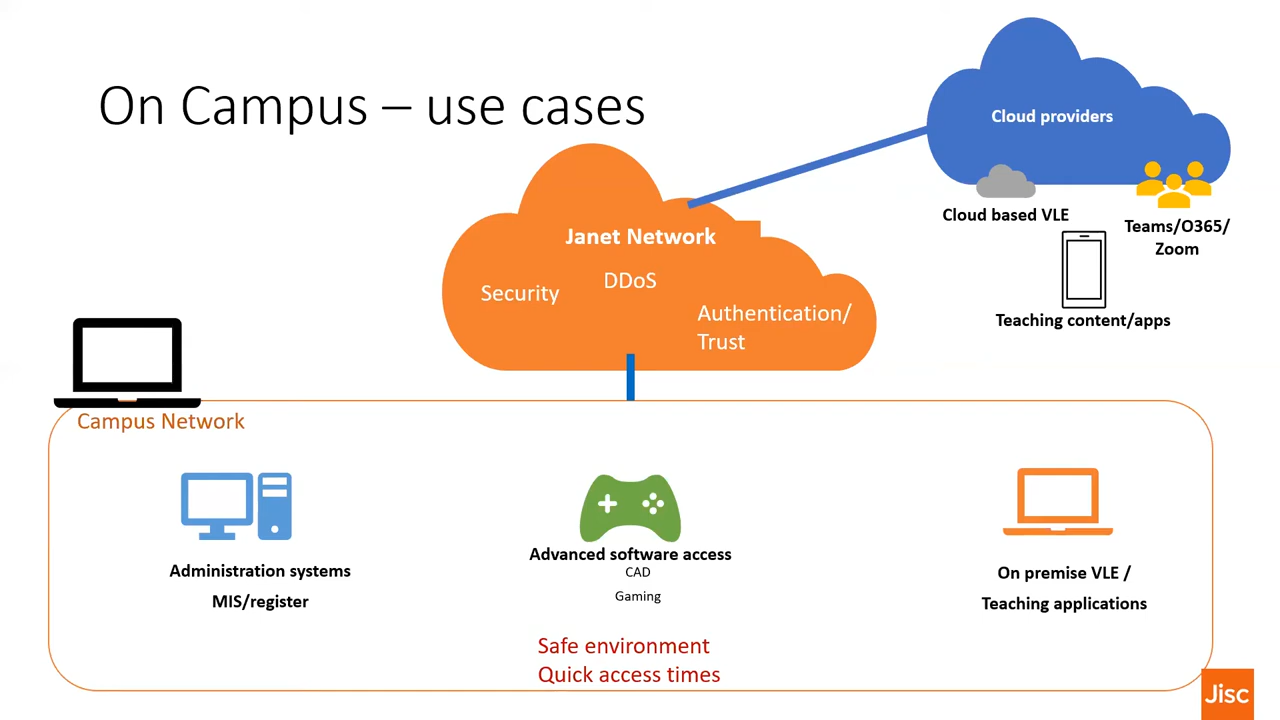 On Campus – use cases
Cloud providers
Cloud based VLE
Teams/O365/
Zoom
Teaching content/apps
Janet Network
DDoS
Security
Authentication/
Trust
Campus Network
Administration systems
MIS/register
Advanced software access
CAD
Gaming
On premise VLE /
Teaching applications
Safe environment
Quick access times
Jisc